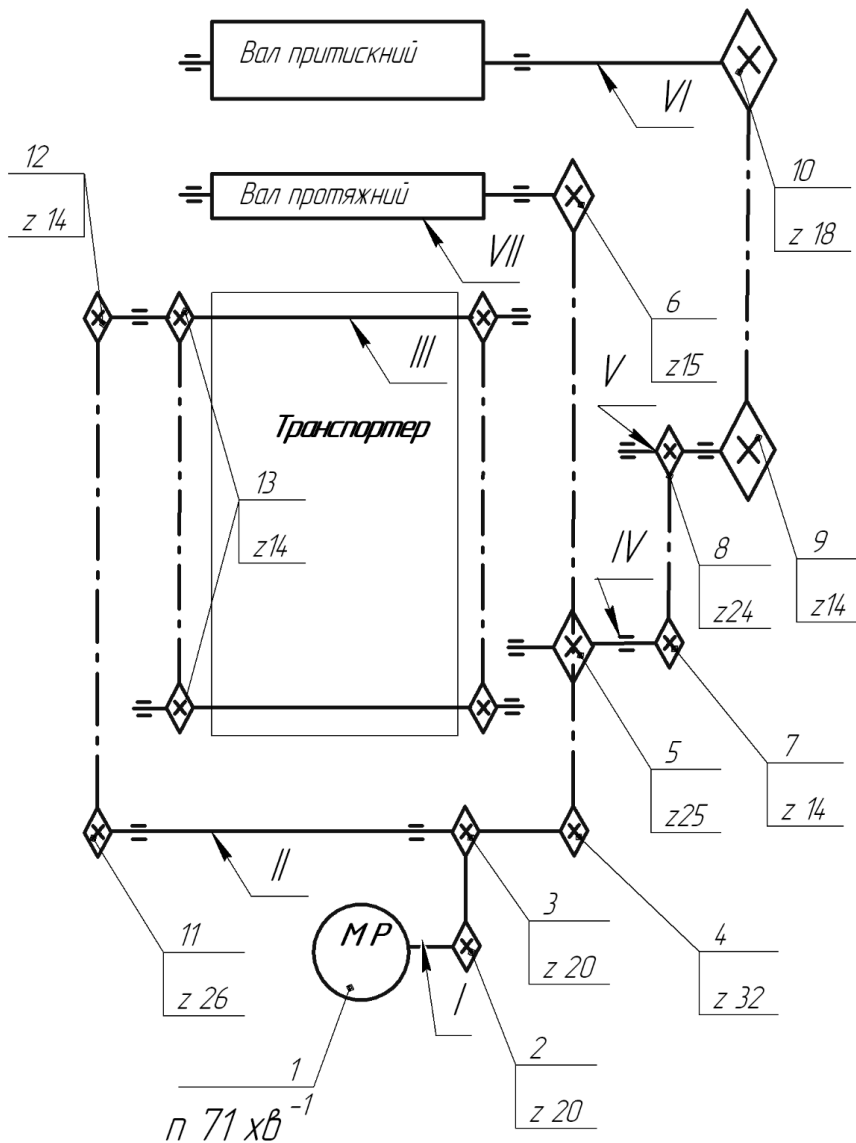 Вал притискний
VI
12
z 14
10
z 18
Вал протяжний
VII
6
z15
III
V
Транспортер
13
z14
IV
8
z24
9
z14
5
z25
7
z 14
II
МР
11
z 26
3
z 20
4
z 32
I
1
п 71 хв⁻¹
2
z 20